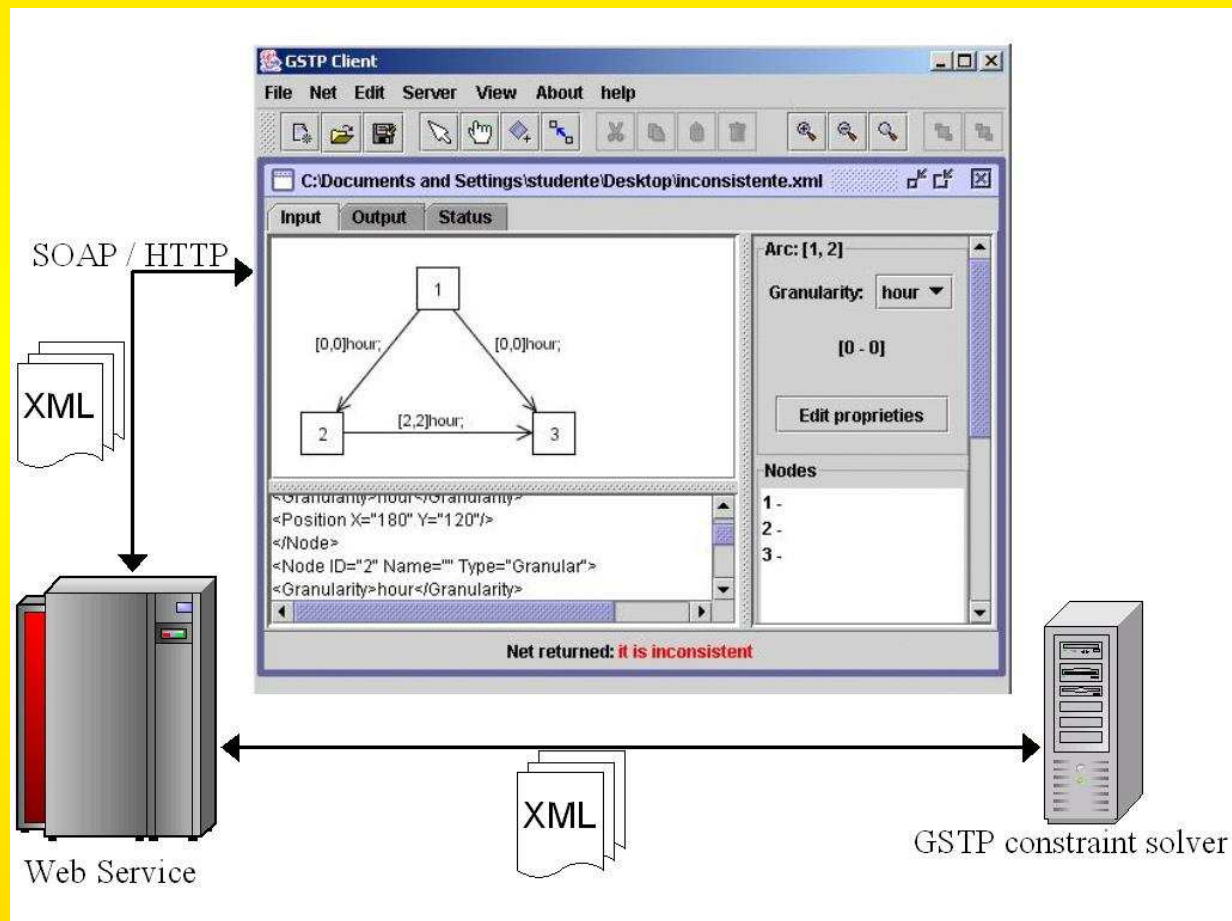 GSTP Client
File Net Edit Server View About help
C:\Documents and Settings\studente\Desktop\inconsistente.xml
Input Output Status
SOAP / HTTP
XML
1
[0,0]hour;
[0,0]hour;
2
[2,2]hour;
3
Arc: [1, 2]
Granularity: hour
[0 - 0]
Edit proprieties
Nodes
1 -
2 -
3 -
<Granularity>hour</Granularity>
<Position X="180" Y="120"/>
</Node>
<Node ID="2" Name="" Type="Granular">
<Granularity>hour</Granularity>
Net returned: it is inconsistent
Web Service
XML
GSTP constraint solver